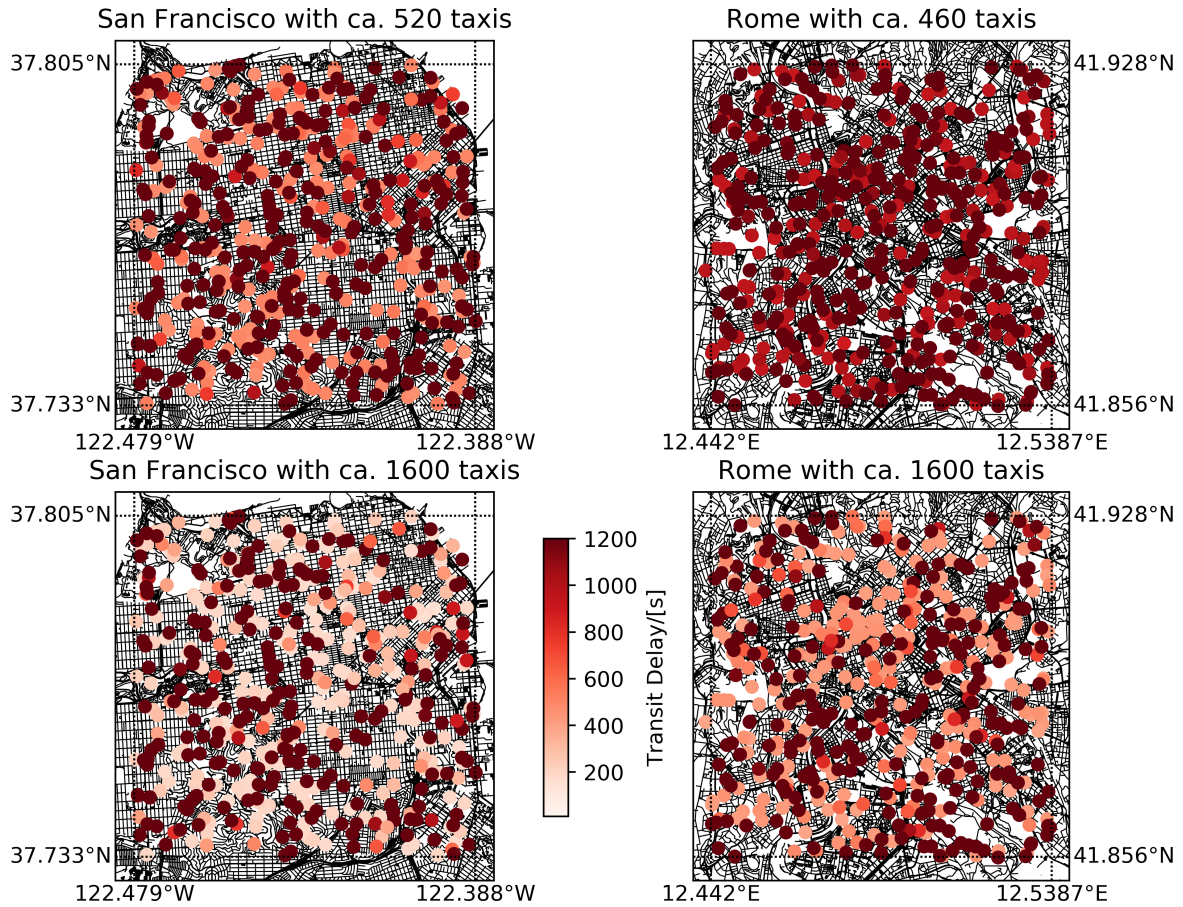 San Francisco with ca. 520 taxis
Rome with ca. 460 taxis
37.805°N
41.928°N
37.733°N
41.856°N
122.479°W
122.388°W
12.442°E
12.5387°E
San Francisco with ca. 1600 taxis
Rome with ca. 1600 taxis
37.805°N
41.928°N
1200
1000
800
600
400
200
Transit Delay/[s]
37.733°N
41.856°N
122.479°W
122.388°W
12.442°E
12.5387°E